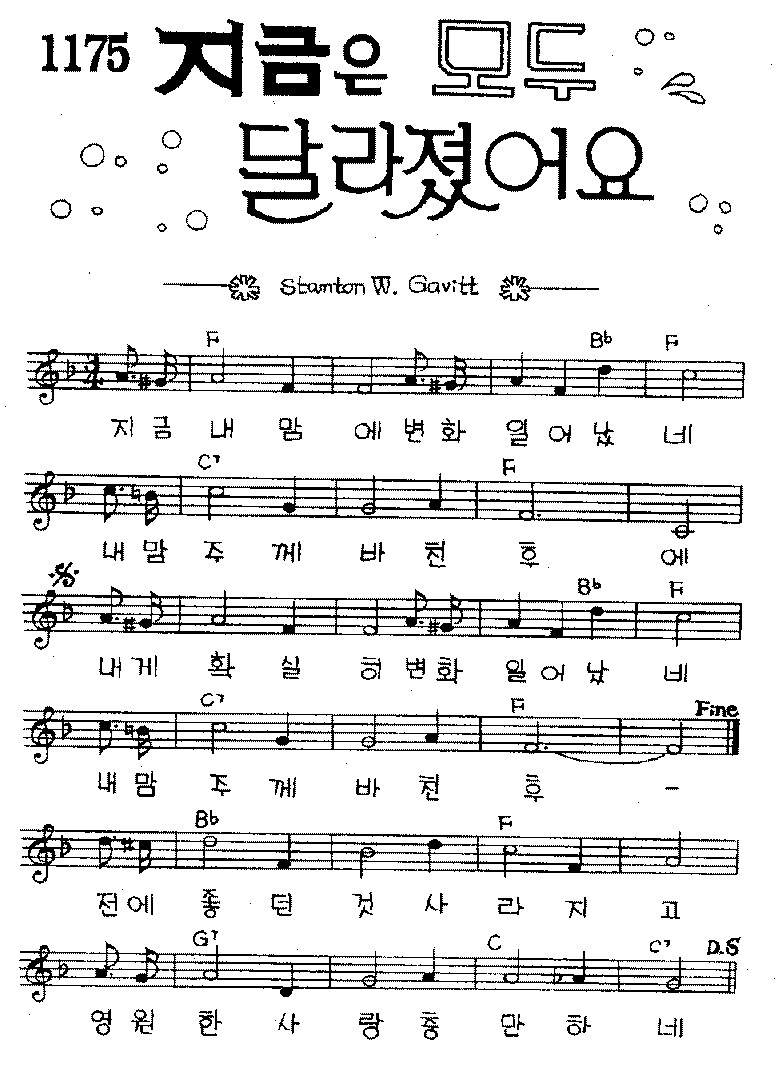 1175 지금은 모두
달라졌어요
Stanton W. Gavitt
F B♭ F
지금 내 맘 에 변화 일어났 네
C7 F
내맘 주 께 바 친 후 에
B♭ F
내게 확 실 히 변화 일어났 네
C7 F Fine
내맘 주 께 바 친 후 -
B♭ F
전에 좋 던 것 사 라 지 고
G7 C C7 D.S
영원 한 사 랑 충 만 하 네